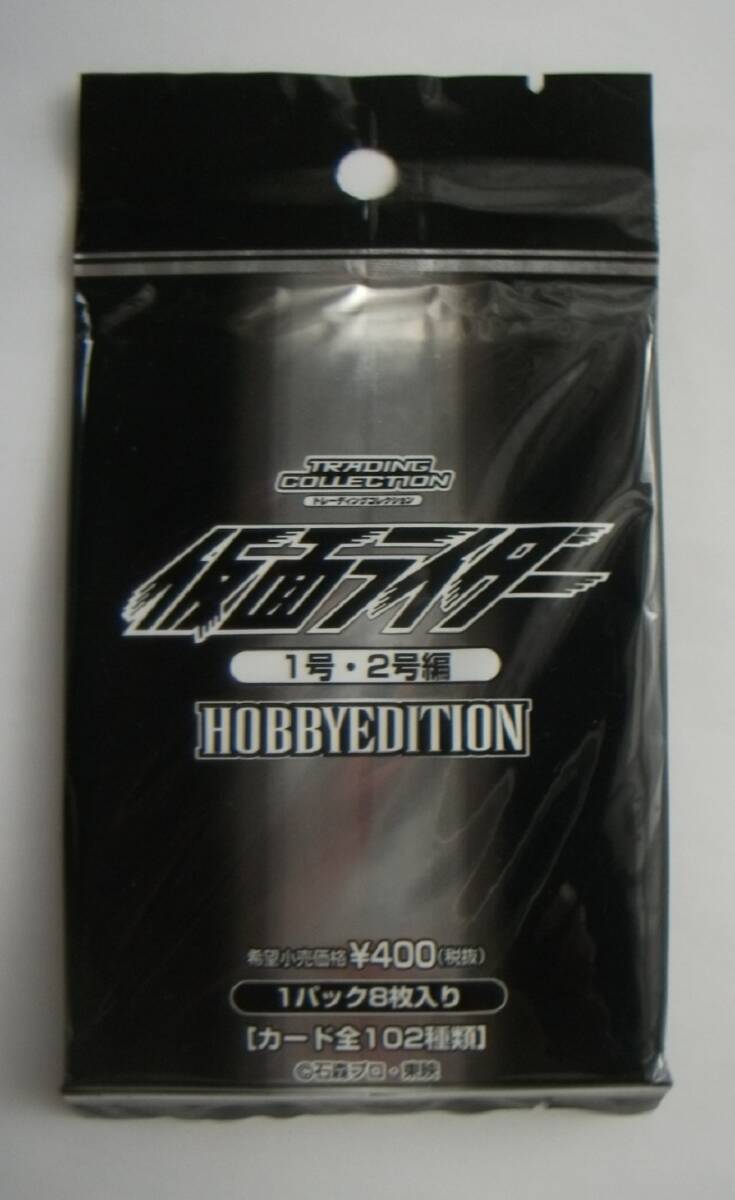 TRADING
COLLECTION
トレーディングコレクション
仮面ライダー
1号・2号編
HOBBYEDITION
希望小売価格¥400(税抜)
1パック8枚入り
[カード全102種類]
©石森プロ・東映